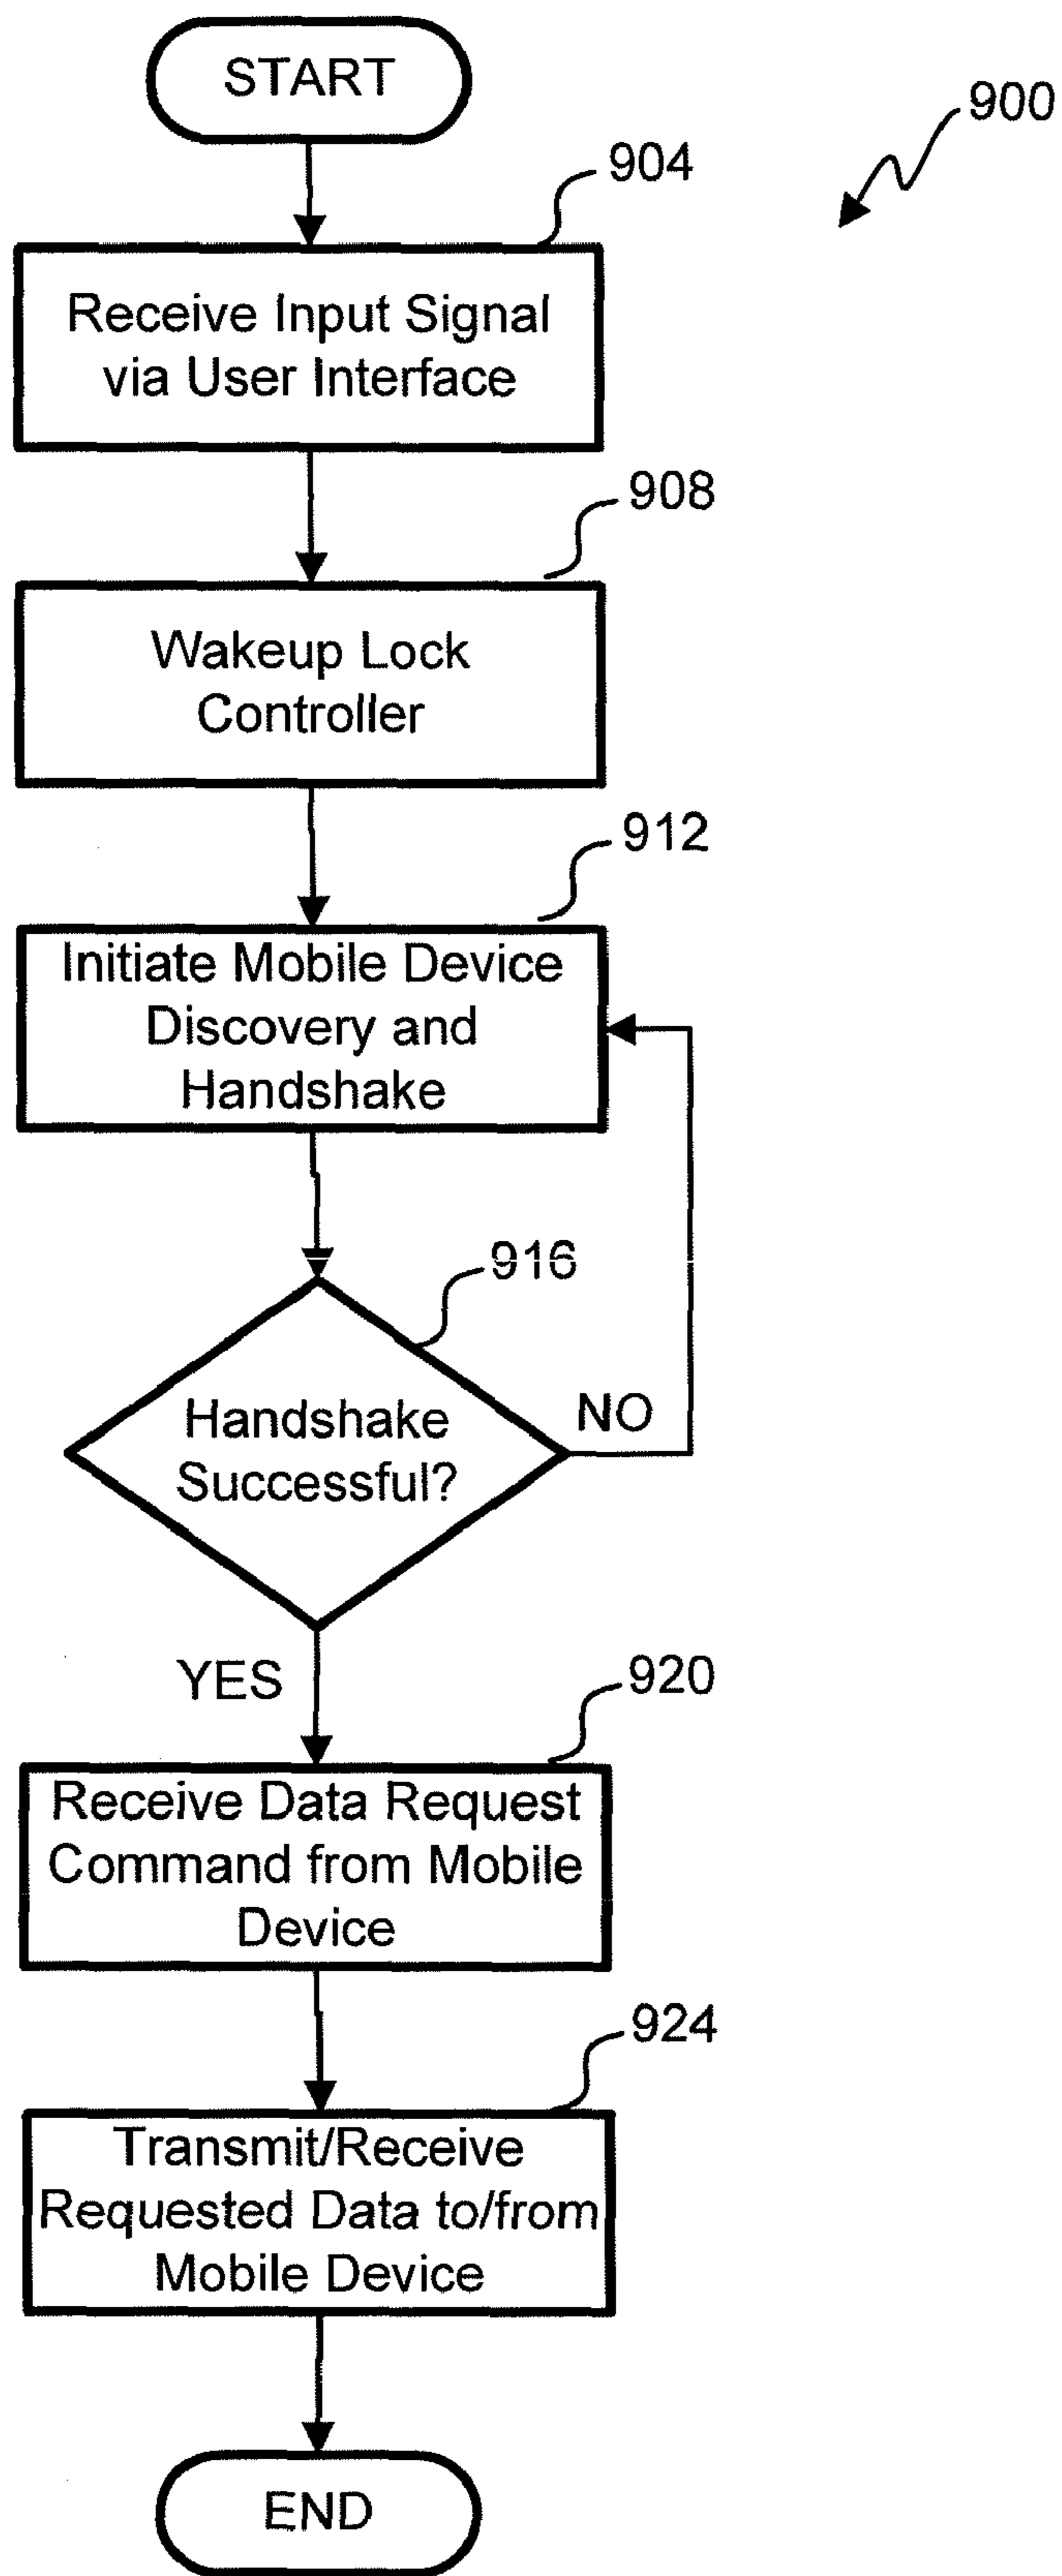 START
900
904
Receive Input Signal
via User Interface
908
Wakeup Lock
Controller
912
Initiate Mobile Device
Discovery and
Handshake
916
Handshake
Successful?
NO
YES
920
Receive Data Request
Command from Mobile
Device
924
Transmit/Receive
Requested Data to/from
Mobile Device
END